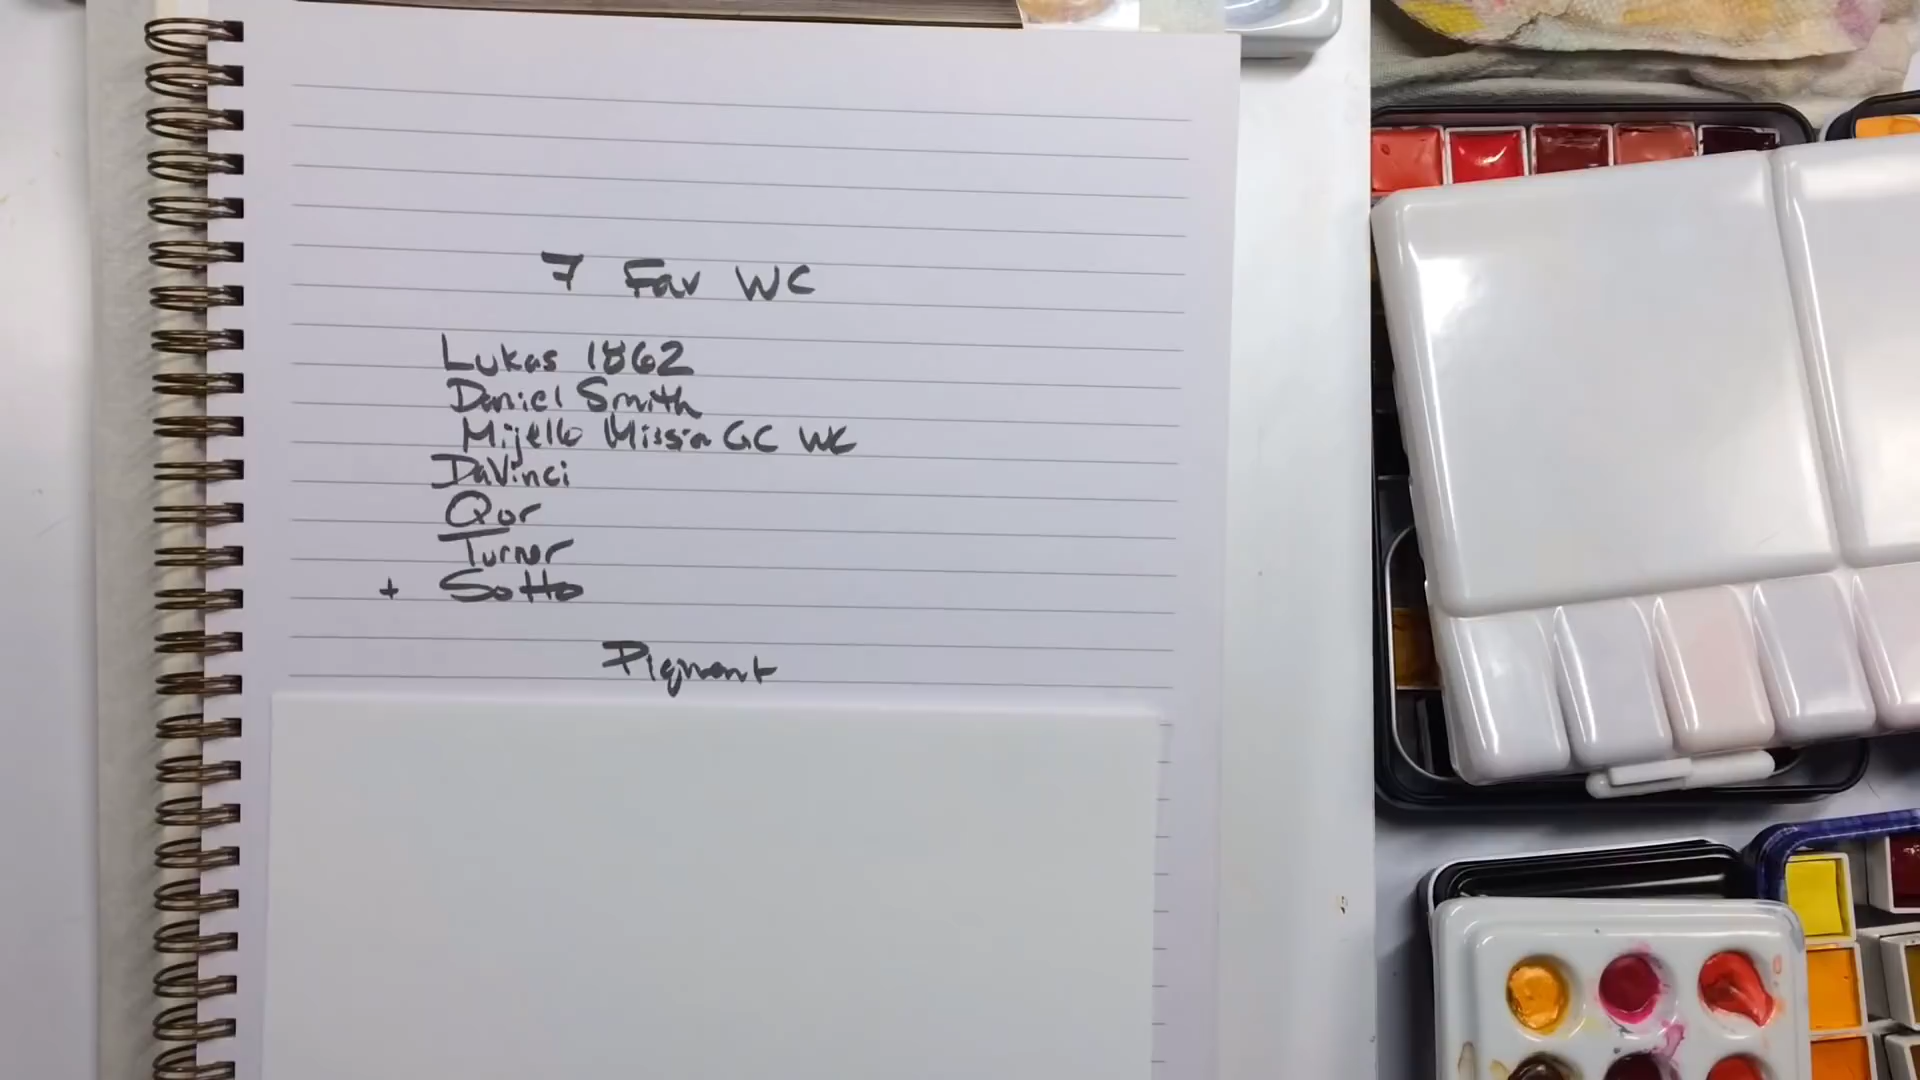 7 Fav WC
Lukas 1862
Daniel Smith
Mijello Mission GC WC
DaVinci
Qor
Turner
+ Sotto
Pigment